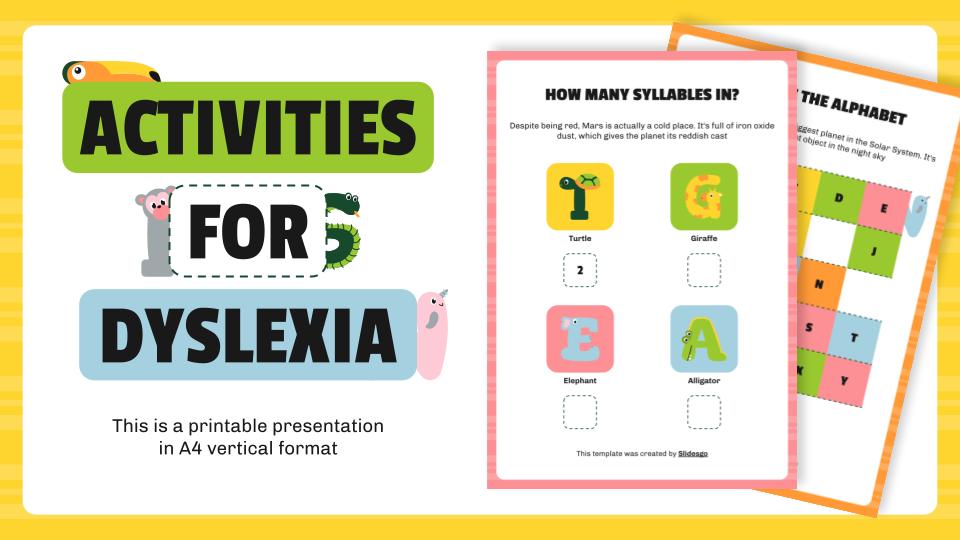 ACTIVITIES
FOR
DYSLEXIA
This is a printable presentation
in A4 vertical format
HOW MANY SYLLABLES IN?
Despite being red, Mars is actually a cold place. It's full of iron oxide
dust, which gives the planet its reddish cast
T G
Turtle Giraffe
2
E A
Elephant Alligator
This template was created by Slidesgo
THE ALPHABET
planet in the Solar System. It's
object in the night sky
D E
J
N
S T
Y